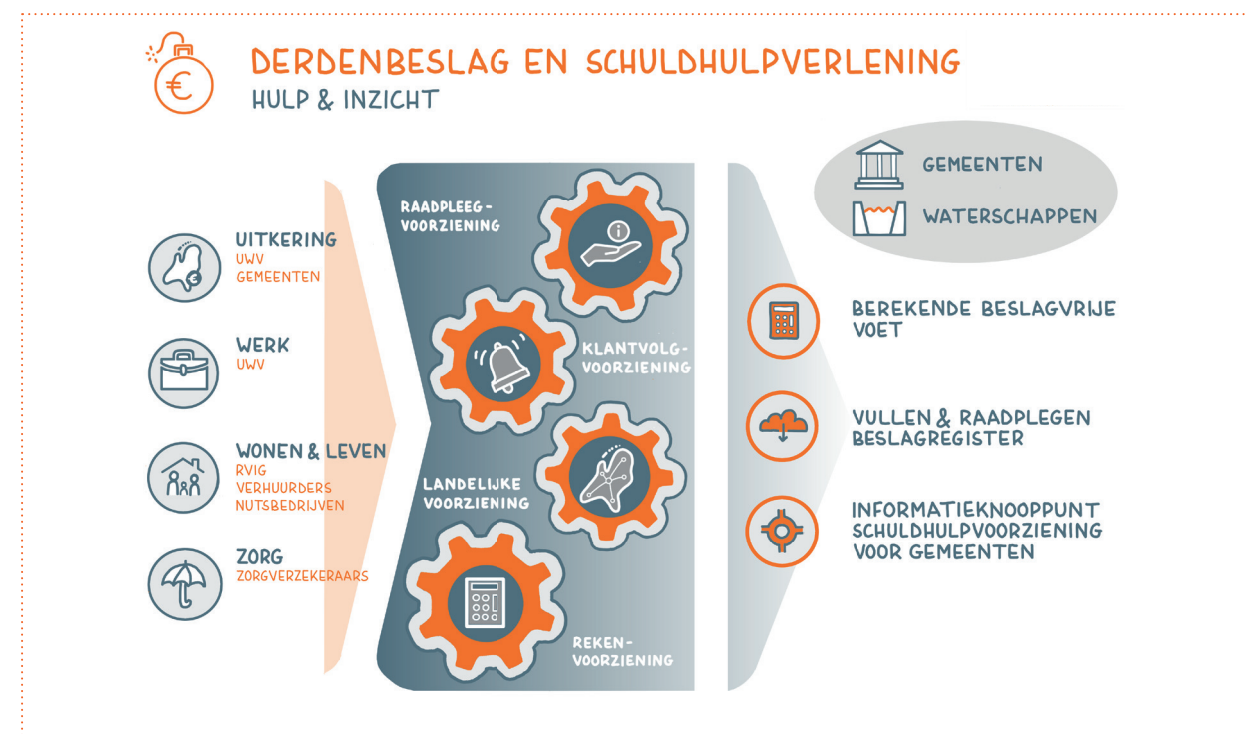 DERDENBESLAG EN SCHULDHULPVERLENING
HULP & INZICHT
UITKERING
UWV
GEMEENTEN
WERK
UWV
WONEN & LEVEN
RVIG
VERHUURDERS
NUTSBEDRIJVEN
ZORG
ZORGVERZEKERAARS
RAADPLEEG-
VOORZIENING
KLANTVOLG-
VOORZIENING
LANDELIJKE
VOORZIENING
REKEN-
VOORZIENING
GEMEENTEN
WATERSCHAPPEN
BEREKENDE BESLAGVRIJE
VOET
VULLEN & RAADPLEGEN
BESLAGREGISTER
INFORMATIEKNOOPPUNT
SCHULDHULPVOORZIENING
VOOR GEMEENTEN